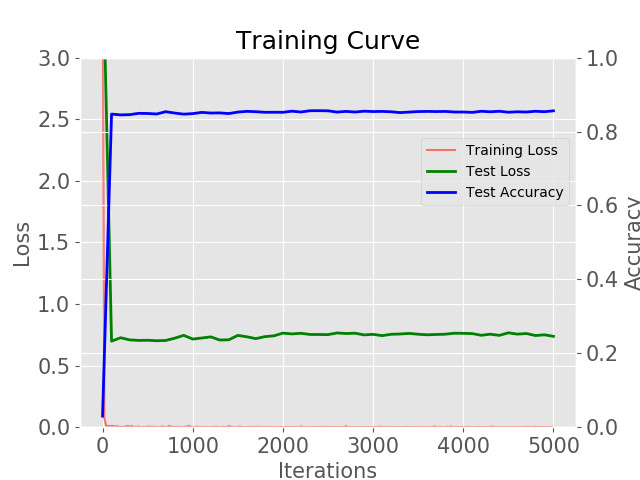 Training Curve
3.0
2.5
2.0
1.5
1.0
0.5
0.0
Loss
1.0
0.8
0.6
0.4
0.2
0.0
Accuracy
Training Loss
Test Loss
Test Accuracy
0 1000 2000 3000 4000 5000
Iterations